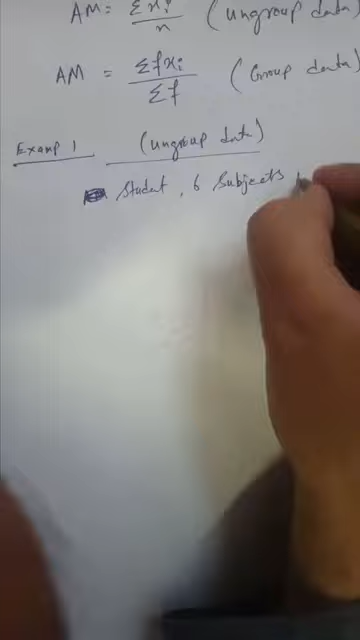 AM = Σxi/n (ungroup data)
AM = Σfxi/Σf (Group data)
Examp 1 (ungroup data)
Student, 6 Subjects